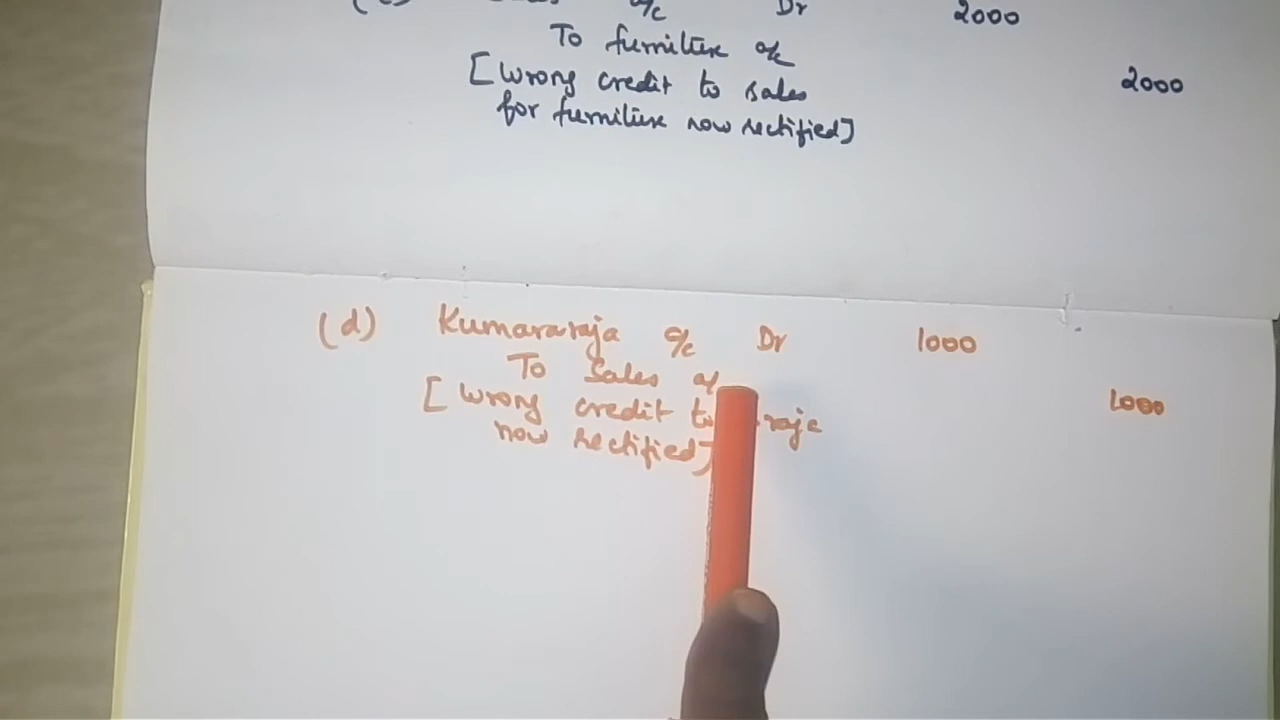 a/c Dr 2000
To furniture a/c
[Wrong credit to sales 2000
for furniture now rectified]
(d) Kumararaja a/c Dr 1000
To Sales a/c
[Wrong credit to raja 1000
now rectified]